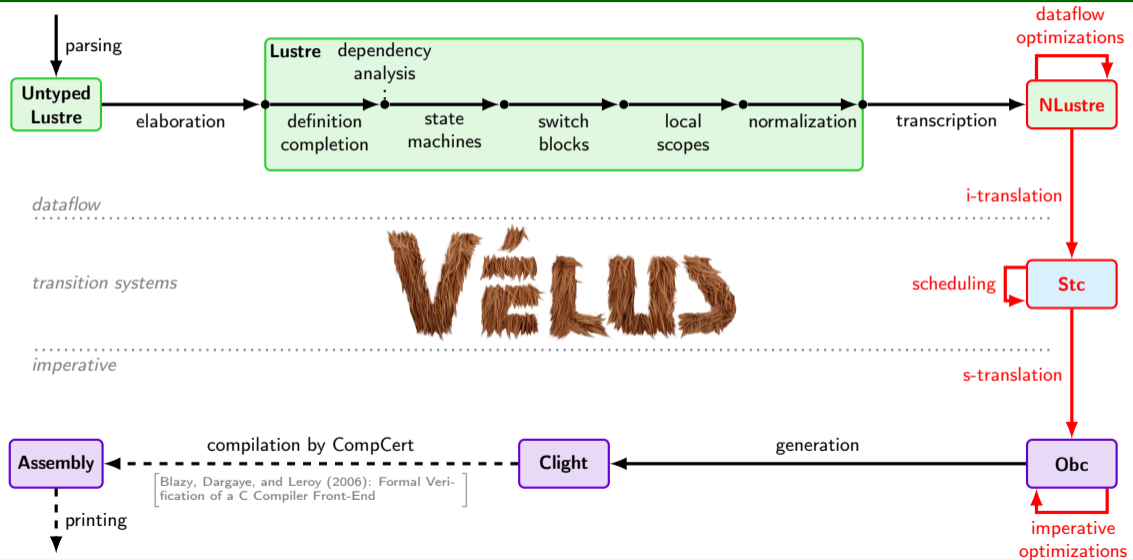 parsing
Untyped
Lustre
elaboration
Lustre
dependency
analysis
definition
completion
state
machines
switch
blocks
local
scopes
normalization
transcription
dataflow
optimizations
NLustre
i-translation
dataflow
transition systems
VÉLUS
scheduling
Stc
imperative
s-translation
Assembly
compilation by CompCert
Blazy, Dargaye, and Leroy (2006): Formal Veri-
fication of a C Compiler Front-End
Clight
generation
Obc
printing
imperative
optimizations